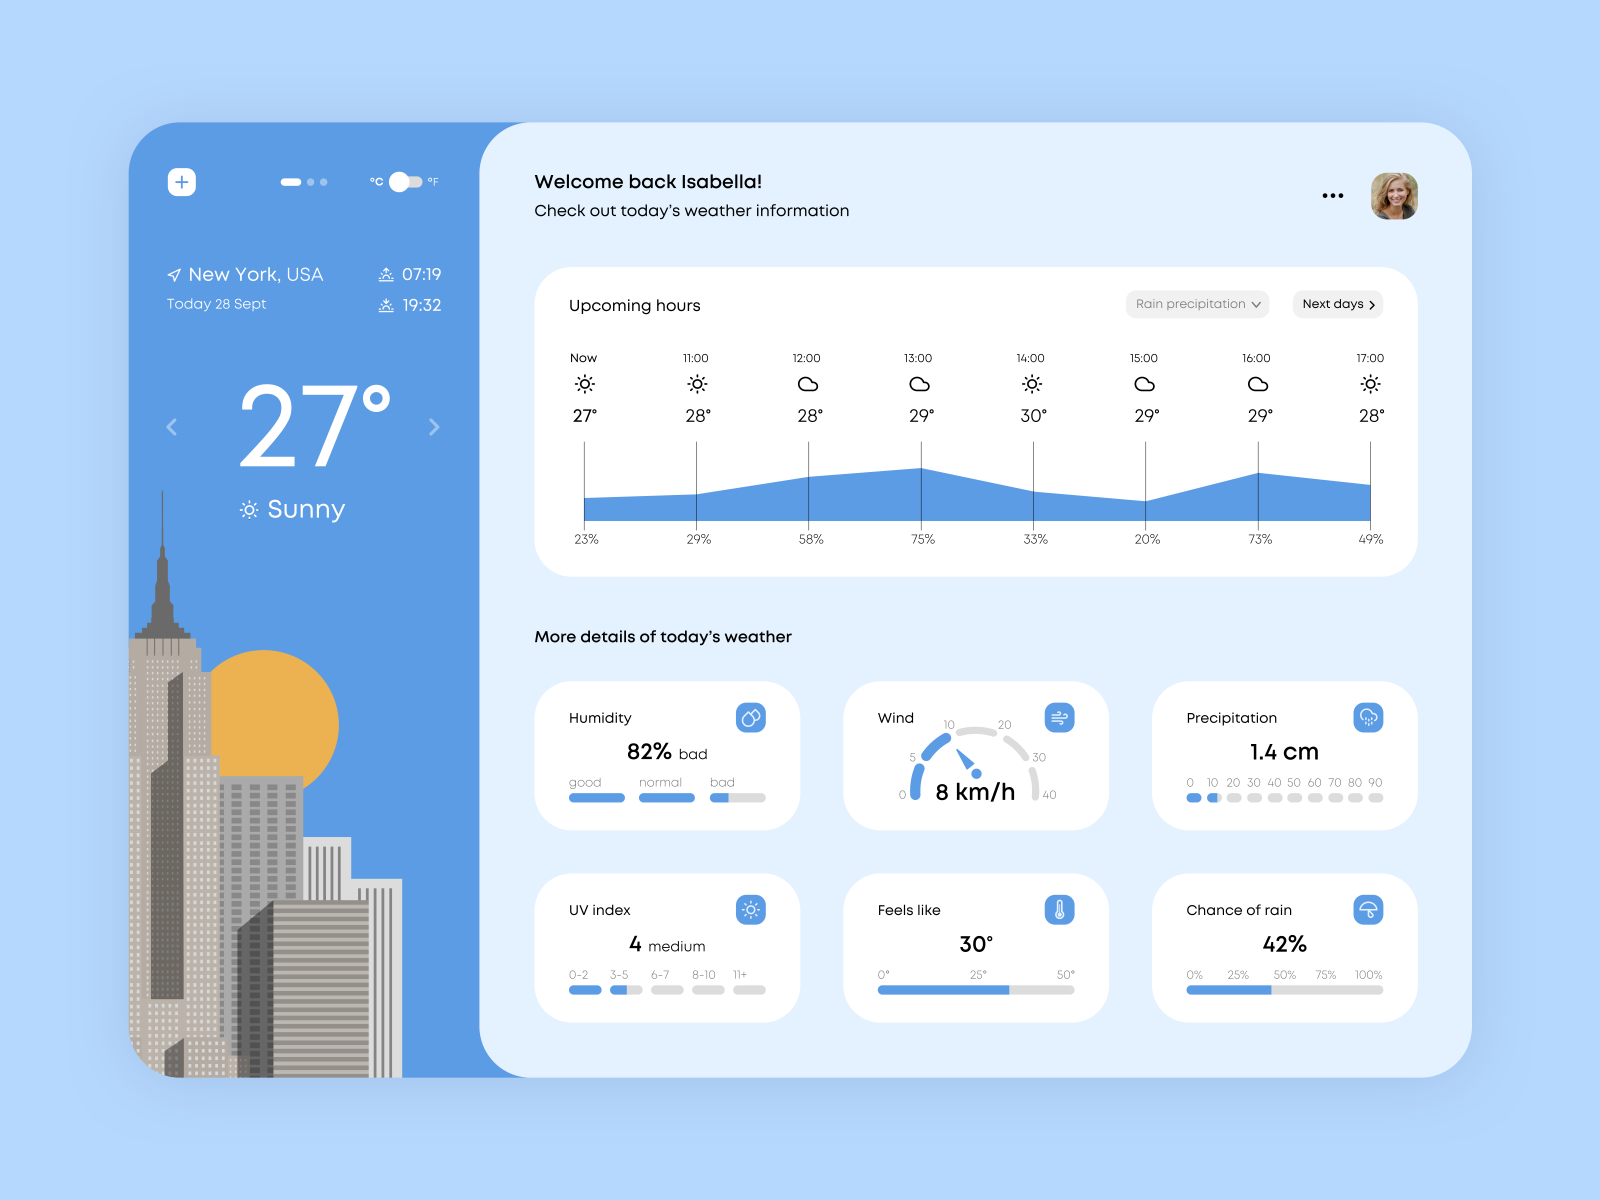 °C °F
New York, USA 07:19
Today 28 Sept 19:32
27°
Sunny
Welcome back Isabella!
Check out today’s weather information
Upcoming hours Rain precipitation Next days
Now 11:00 12:00 13:00 14:00 15:00 16:00 17:00
27° 28° 28° 29° 30° 29° 29° 28°
23% 29% 58% 75% 33% 20% 73% 49%
More details of today’s weather
Humidity
82% bad
good normal bad
Wind
0 5 10 20 30 40
8 km/h
Precipitation
1.4 cm
0 10 20 30 40 50 60 70 80 90
UV index
4 medium
0-2 3-5 6-7 8-10 11+
Feels like
30°
0° 25° 50°
Chance of rain
42%
0% 25% 50% 75% 100%